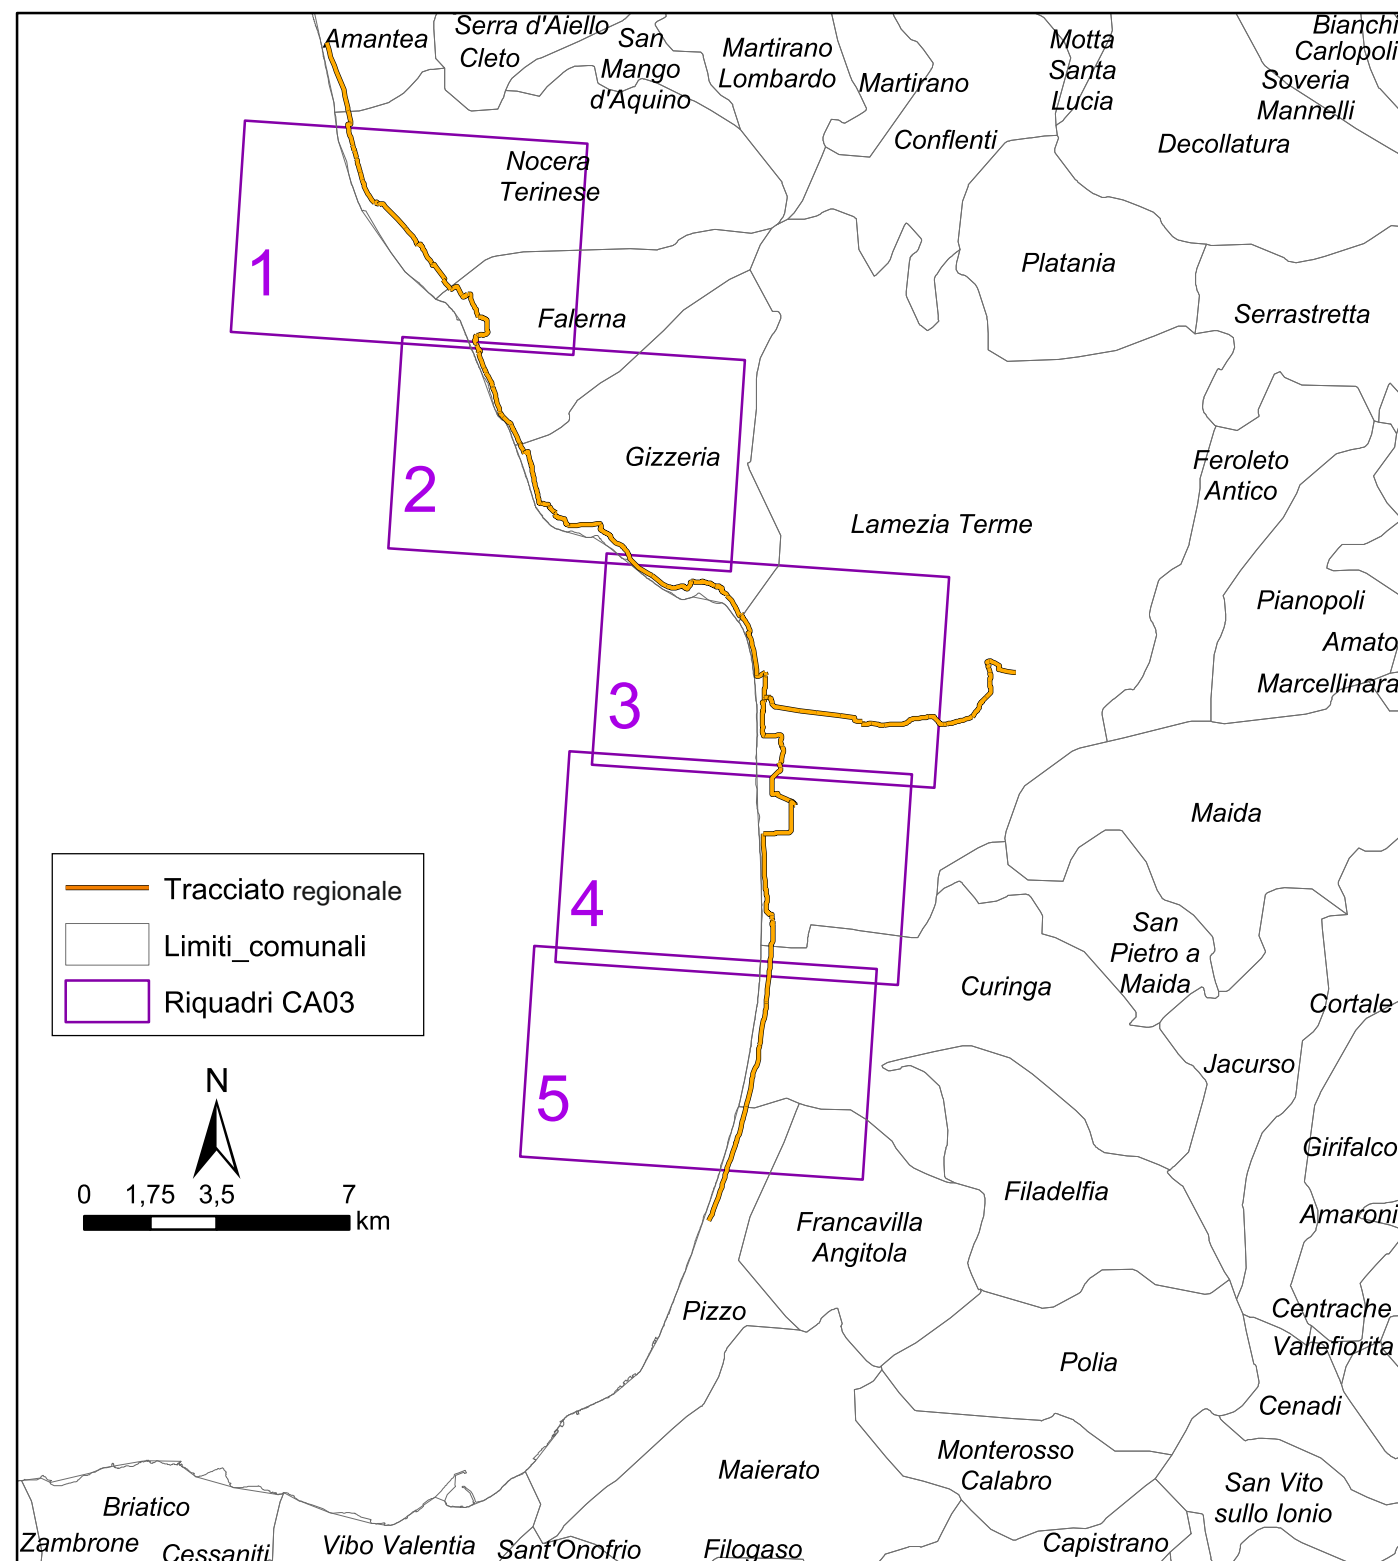 Amantea
Serra d'Aiello
Cleto
San
Mango
d'Aquino
Martirano
Lombardo
Martirano
Motta
Santa
Lucia
Bianchi
Carlopoli
Soveria
Mannelli
Conflenti
Decollatura
Nocera
Terinese
1
Platania
Falerna
Serrastretta
2
Gizzeria
Feroleto
Antico
Lamezia Terme
Pianopoli
Amato
Marcellinara
3
Maida
4
San
Pietro a
Maida
Curinga
Cortale
Jacurso
5
Girifalco
Filadelfia
Amaroni
Francavilla
Angitola
Pizzo
Centrache
Vallefiorita
Polia
Cenadi
Monterosso
Calabro
Maierato
San Vito
sullo Ionio
Briatico
Zambrone
Cessaniti
Vibo Valentia
Sant'Onofrio
Filogaso
Capistrano
Tracciato regionale
Limiti_comunali
Riquadri CA03
N
0 1,75 3,5 7
km